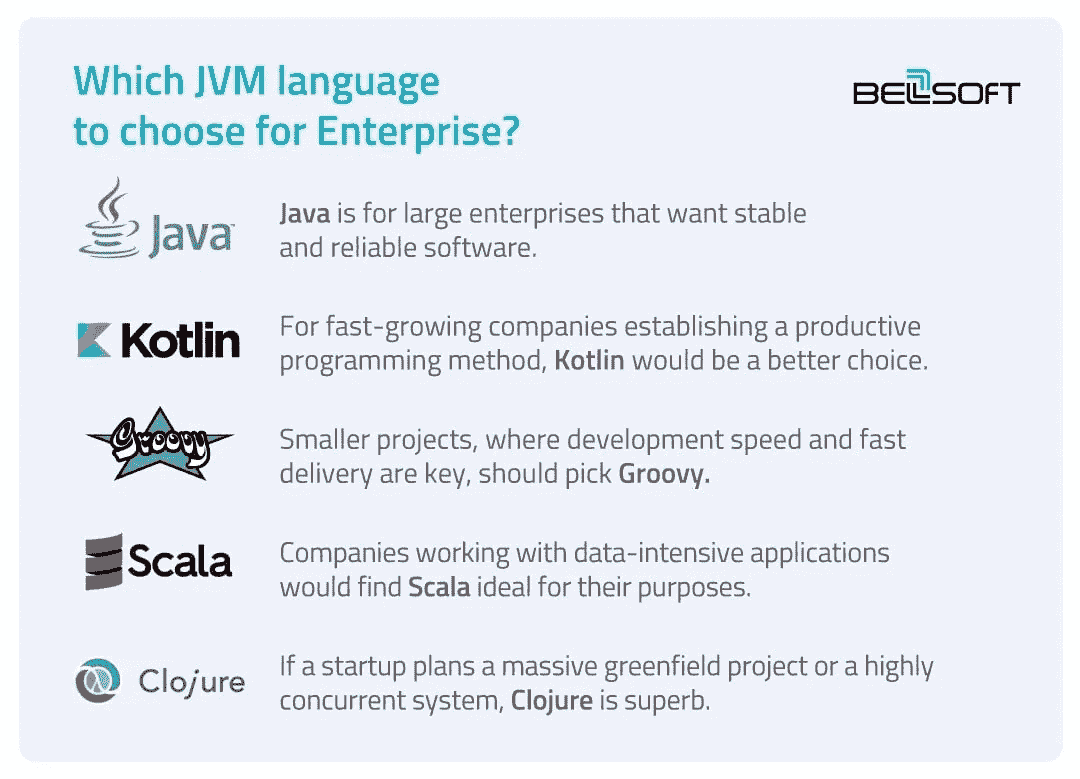 Which JVM language
to choose for Enterprise?
BELLSOFT
Java™
Java is for large enterprises that want stable
and reliable software.
Kotlin
For fast-growing companies establishing a productive
programming method, Kotlin would be a better choice.
Groovy
Smaller projects, where development speed and fast
delivery are key, should pick Groovy.
Scala
Companies working with data-intensive applications
would find Scala ideal for their purposes.
Clojure
If a startup plans a massive greenfield project or a highly
concurrent system, Clojure is superb.